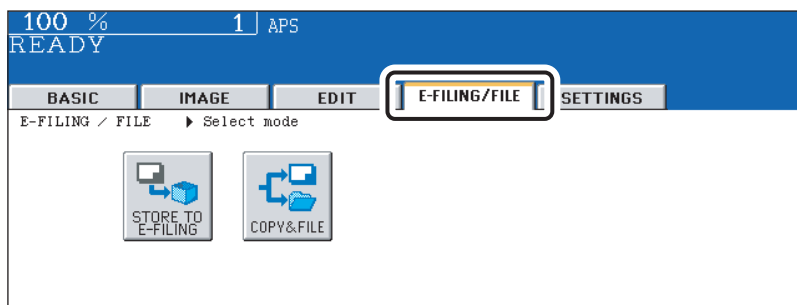 100 % 1 APS
READY
BASIC IMAGE EDIT E-FILING/FILE SETTINGS
E-FILING / FILE ▶ Select mode
STORE TO
E-FILING
COPY&FILE